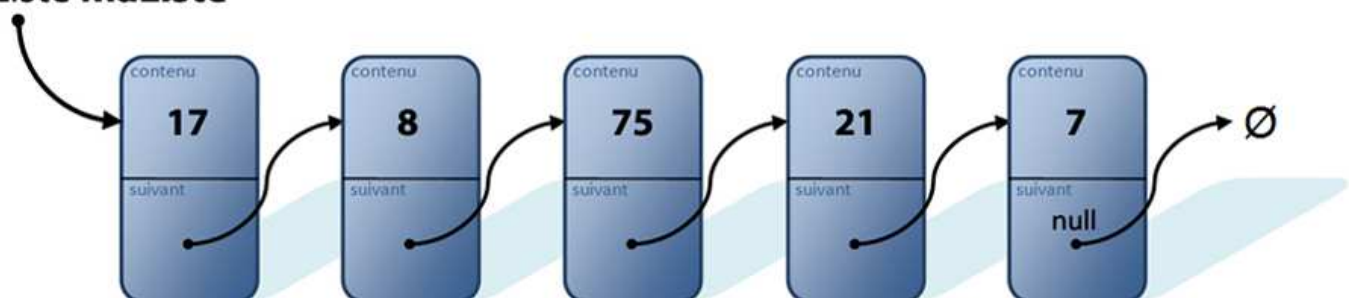 contenu contenu contenu contenu contenu
17 8 75 21 7 Ø
suivant suivant suivant suivant suivant
null